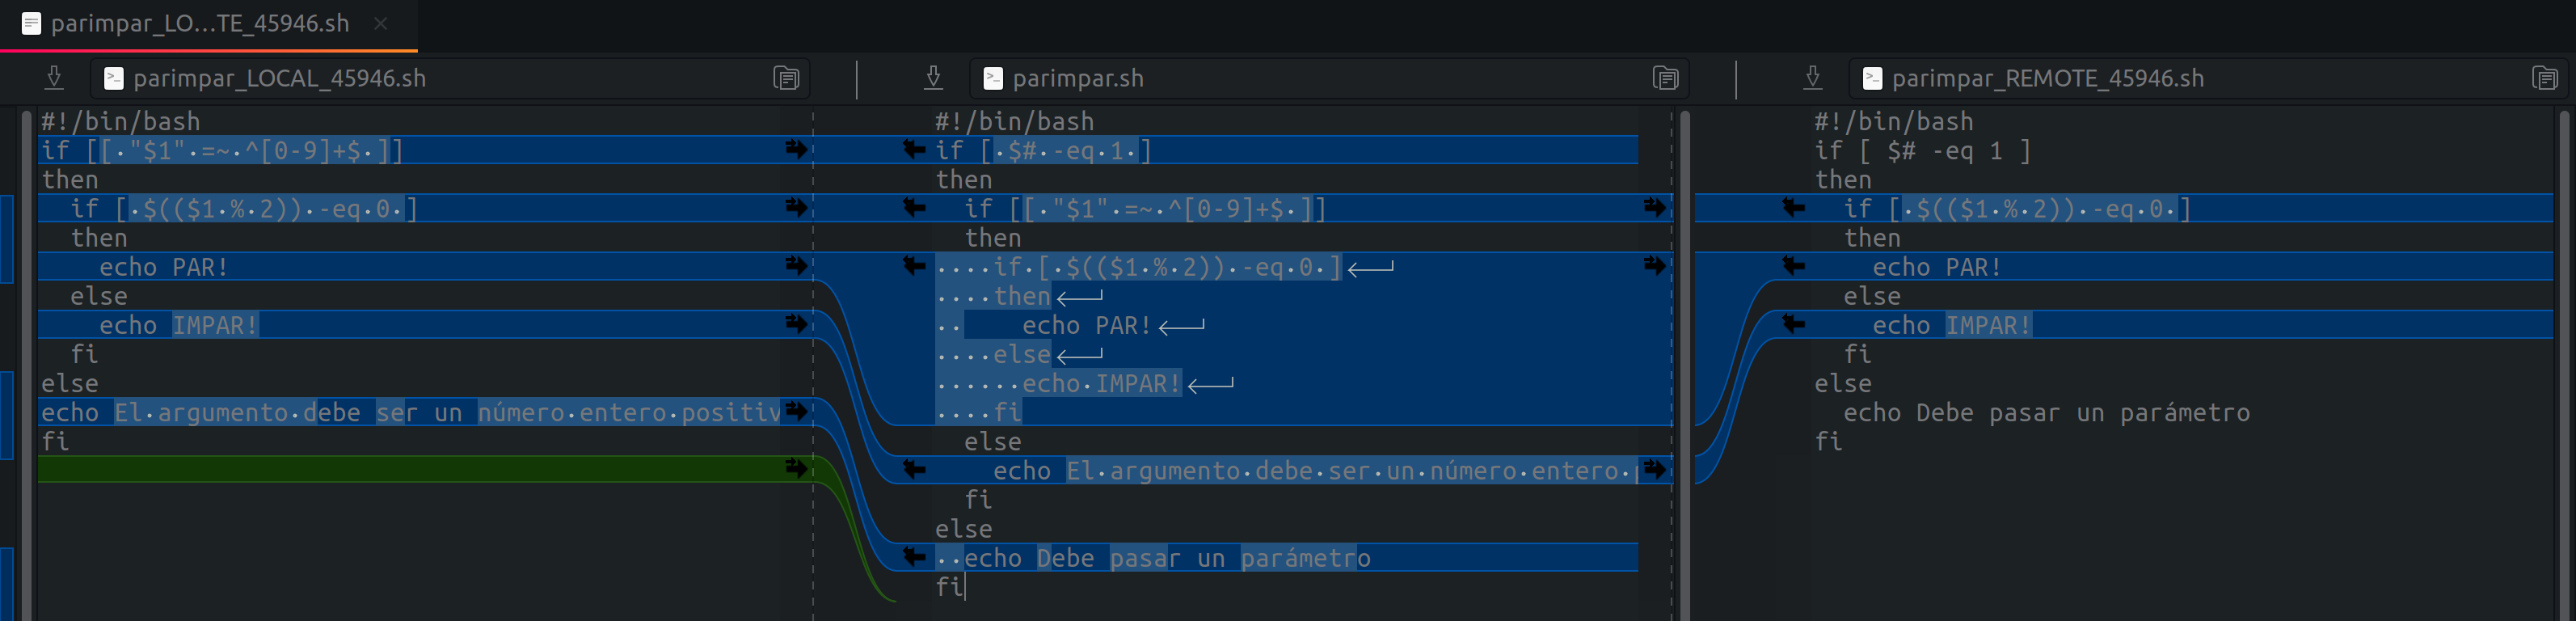 parimpar_LO...TE_45946.sh
parimpar_LOCAL_45946.sh
parimpar.sh
parimpar_REMOTE_45946.sh
#!/bin/bash
if [[ "$1" =~ ^[0-9]+$ ]]
then
  if [ $(($1 % 2)) -eq 0 ]
  then
    echo PAR!
  else
    echo IMPAR!
  fi
else
echo El argumento debe ser un número entero positiv
fi
#!/bin/bash
if [ $# -eq 1 ]
then
  if [[ "$1" =~ ^[0-9]+$ ]]
  then
    if [ $(($1 % 2)) -eq 0 ]
    then
      echo PAR!
    else
      echo IMPAR!
    fi
  else
    echo El argumento debe ser un número entero
  fi
else
  echo Debe pasar un parámetro
fi
#!/bin/bash
if [ $# -eq 1 ]
then
  if [ $(($1 % 2)) -eq 0 ]
  then
    echo PAR!
  else
    echo IMPAR!
  fi
else
  echo Debe pasar un parámetro
fi